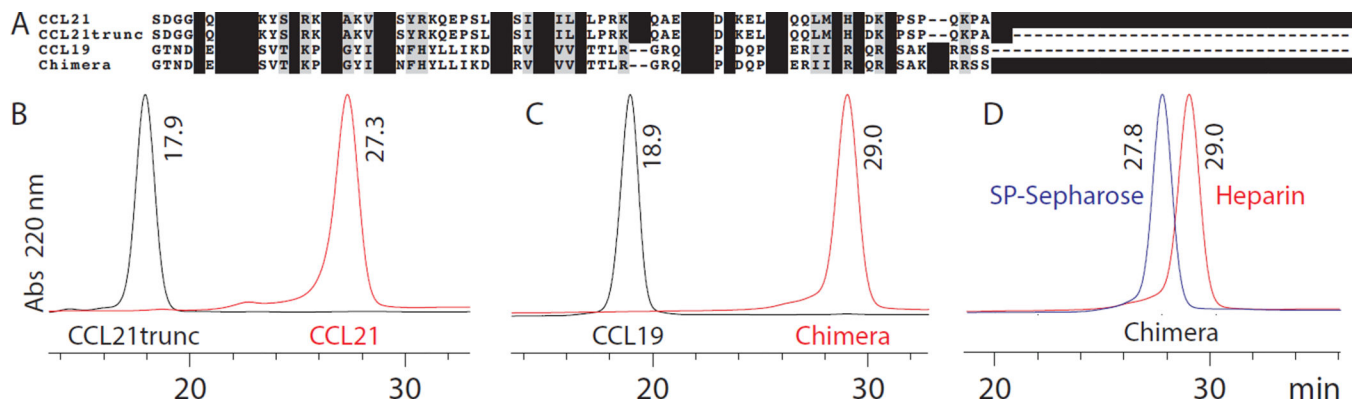 A
CCL21 SDGG Q KYS RK AKV SYRKQEPSL SI IL LPRK QAE D KEL QQLM H DK PSP--QKPA
CCL21trunc SDGG Q KYS RK AKV SYRKQEPSL SI IL LPRK QAE D KEL QQLM H DK PSP--QKPA
CCL19 GTND E SVT KP GYI NFHYLLIKD RV VV TTLR--GRQ P DQP ERII R QR SAK RRSS
Chimera GTND E SVT KP GYI NFHYLLIKD RV VV TTLR--GRQ P DQP ERII R QR SAK RRSS
B
C
D
Abs 220 nm
17.9
27.3
CCL21trunc
CCL21
20
30
18.9
29.0
CCL19
Chimera
20
30
27.8
29.0
SP-Sepharose
Heparin
Chimera
20
30
min